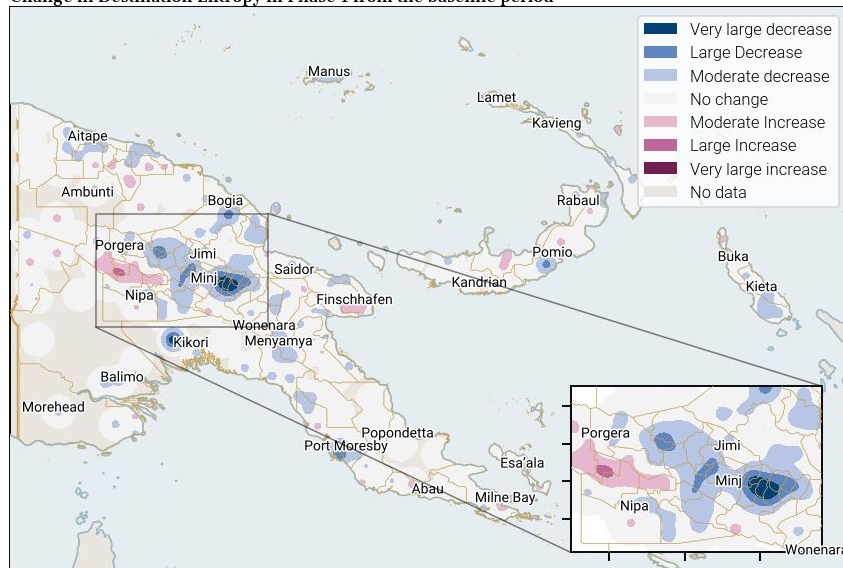 Change in Destination Entropy in Phase 1 from the baseline period
Very large decrease
Large Decrease
Moderate decrease
No change
Moderate Increase
Large Increase
Very large increase
No data
Manus
Lamet
Kavieng
Aitape
Ambunti
Bogia
Rabaul
Porgera
Jimi
Pomio
Buka
Minj
Saidor
Kandrian
Kieta
Nipa
Finschhafen
Wonenara
Kikori
Menyamya
Balimo
Morehead
Popondetta
Port Moresby
Esa'ala
Abau
Milne Bay
Porgera
Jimi
Minj
Nipa
Wonenara